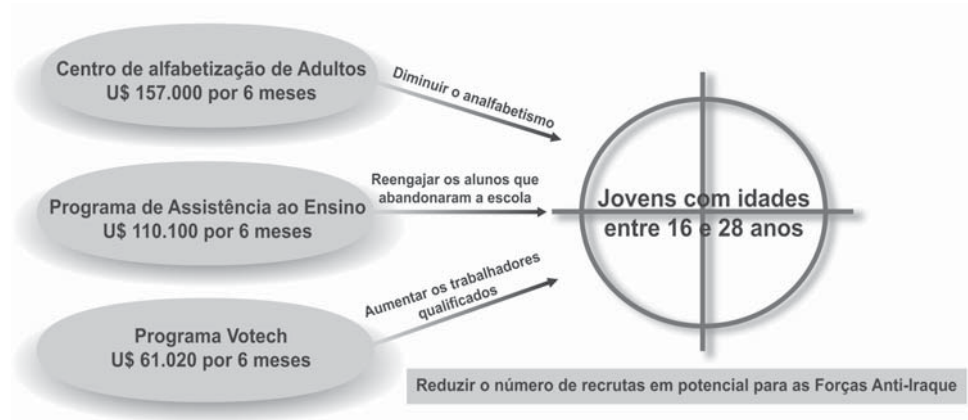 Centro de alfabetização de Adultos
U$ 157.000 por 6 meses
Diminuir o analfabetismo
Programa de Assistência ao Ensino
U$ 110.100 por 6 meses
Reengajar os alunos que
abandonaram a escola
Jovens com idades
entre 16 e 28 anos
Programa Votech
U$ 61.020 por 6 meses
Aumentar os trabalhadores
qualificados
Reduzir o número de recrutas em potencial para as Forças Anti-Iraque